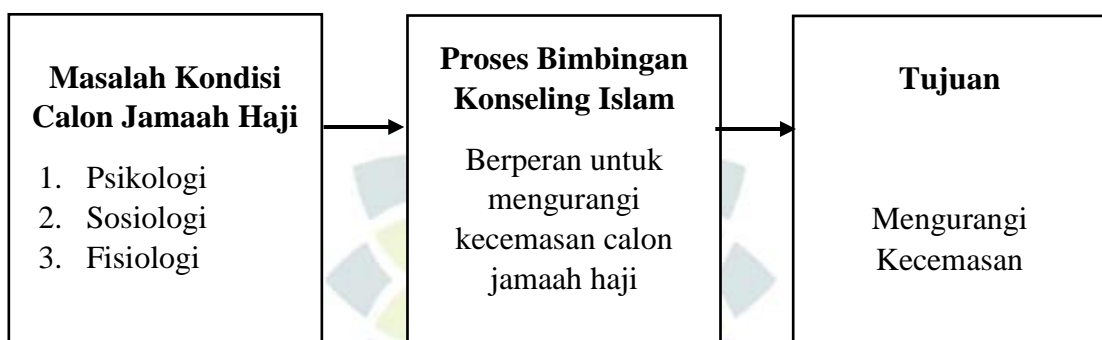 Masalah Kondisi
Calon Jamaah Haji
1. Psikologi
2. Sosiologi
3. Fisiologi
Proses Bimbingan
Konseling Islam
Berperan untuk
mengurangi
kecemasan calon
jamaah haji
Tujuan
Mengurangi
Kecemasan